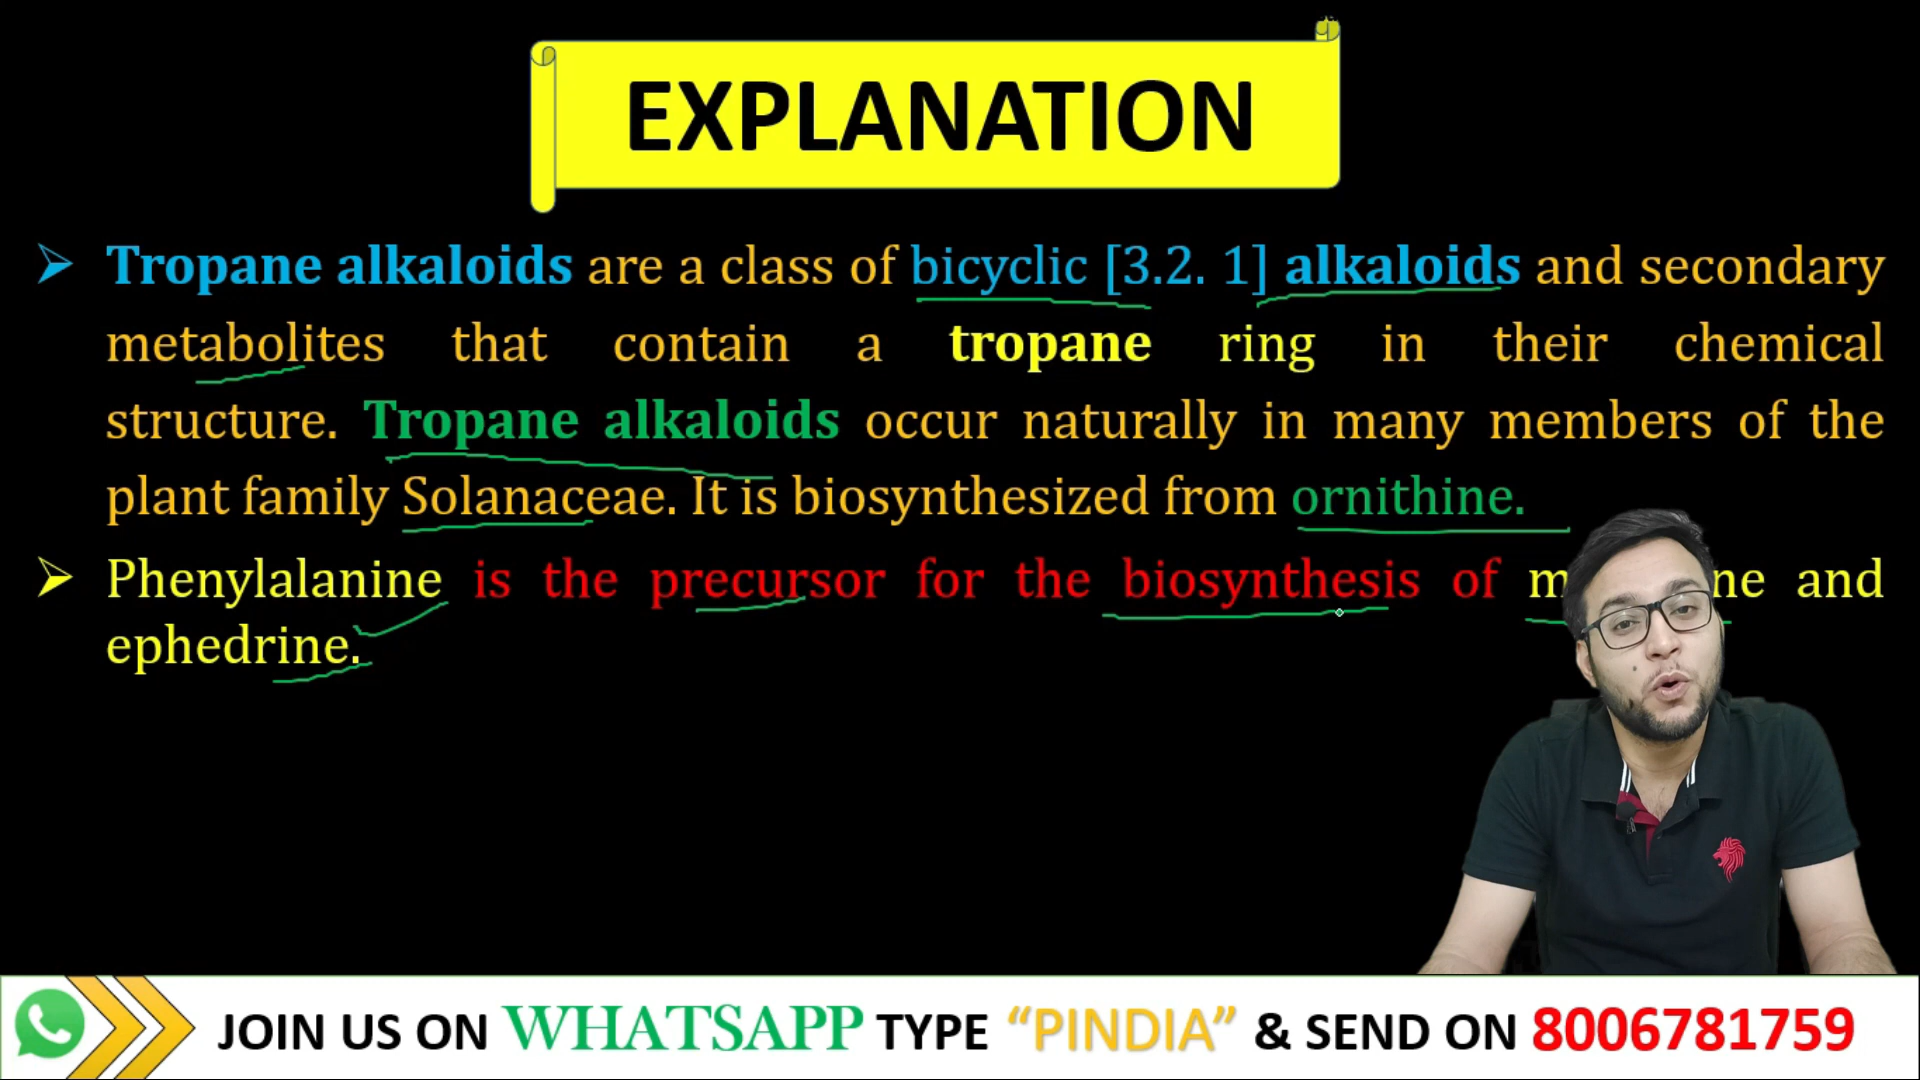 EXPLANATION
➢ Tropane alkaloids are a class of bicyclic [3.2. 1] alkaloids and secondary
metabolites that contain a tropane ring in their chemical
structure. Tropane alkaloids occur naturally in many members of the
plant family Solanaceae. It is biosynthesized from ornithine.
➢ Phenylalanine is the precursor for the biosynthesis of and
ephedrine.
JOIN US ON WHATSAPP TYPE “PINDIA” & SEND ON 8006781759